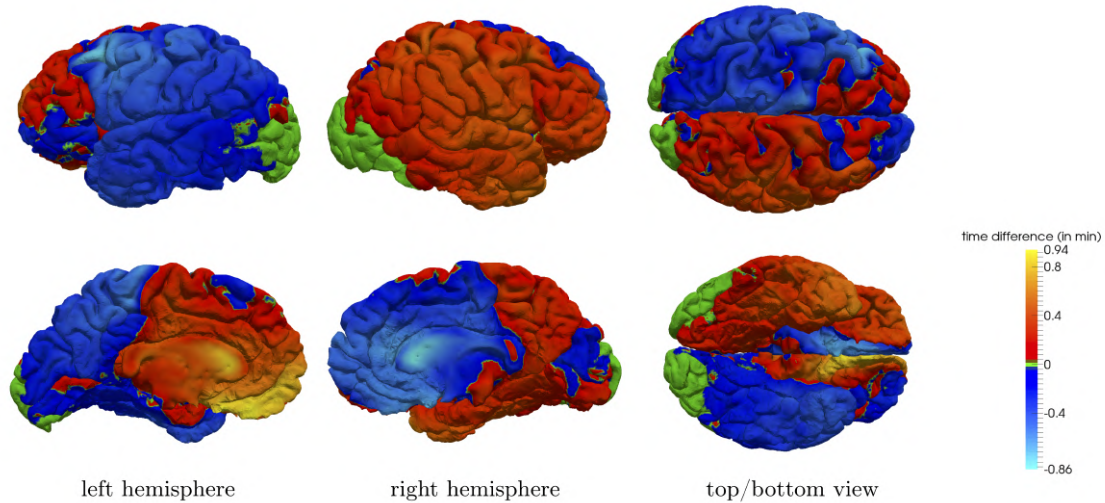 time difference (in min)
0.94
0.8
0.4
0
-0.4
-0.86
left hemisphere
right hemisphere
top/bottom view